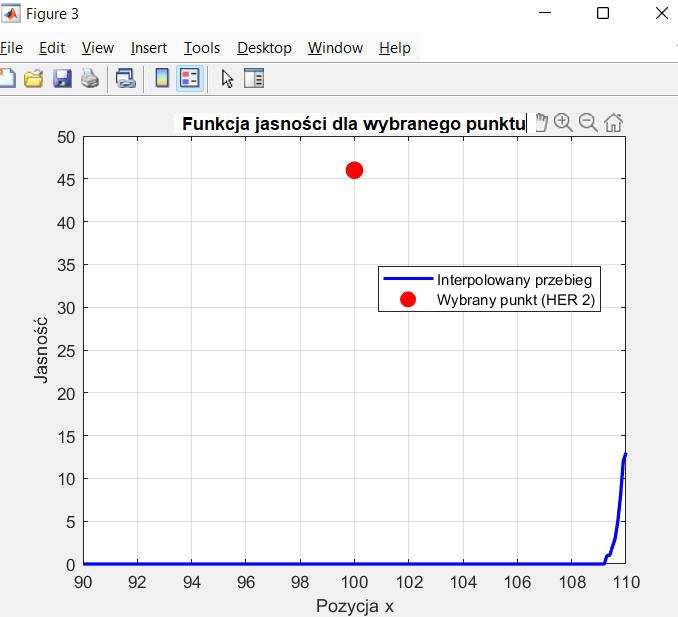 Figure 3
File Edit View Insert Tools Desktop Window Help
Funkcja jasności dla wybranego punktu
50
45
40
35
30
25
20
15
10
5
0
Jasność
Interpolowany przebieg
Wybrany punkt (HER 2)
90 92 94 96 98 100 102 104 106 108 110
Pozycja x